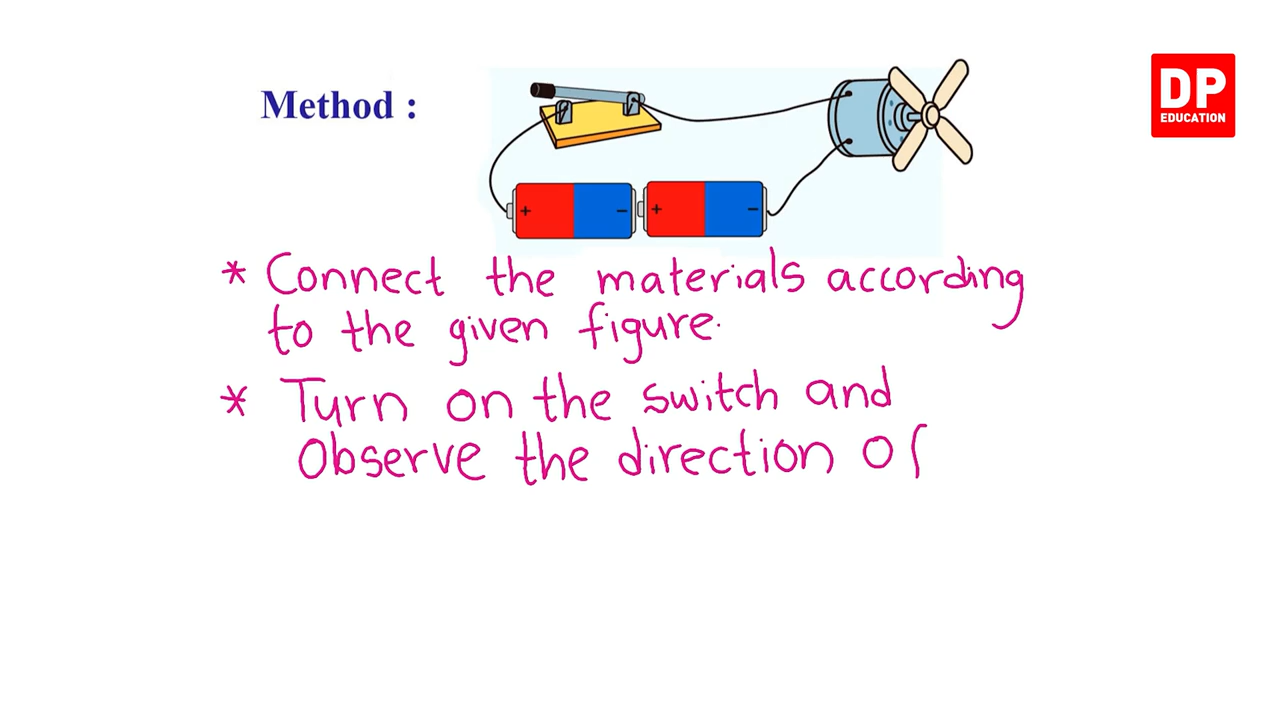 Method :
DP
EDUCATION
+ − + −
* Connect the materials according
to the given figure.
* Turn on the switch and
Observe the direction o